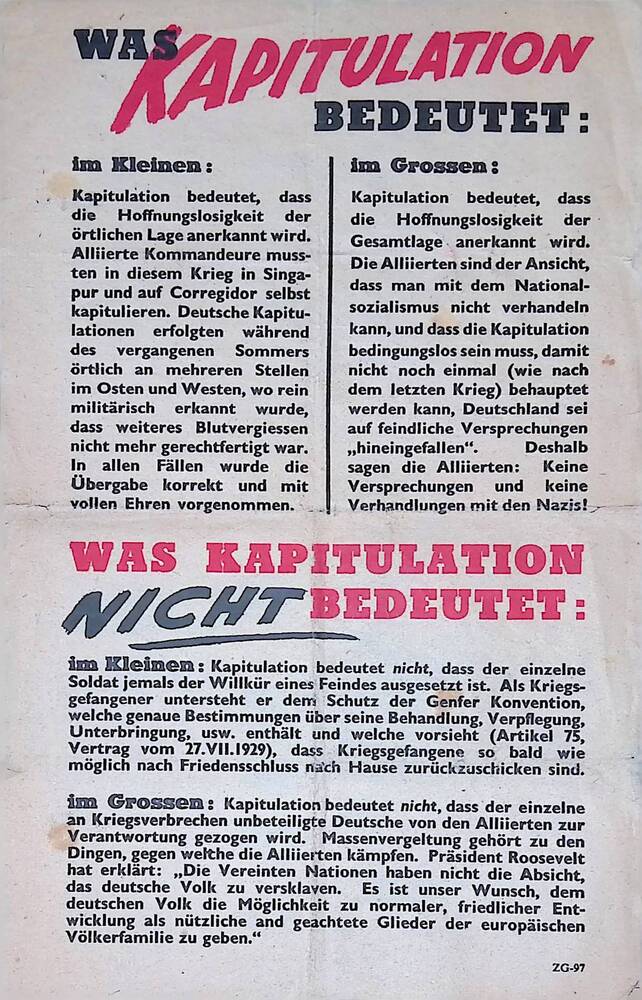 WAS KAPITULATION
BEDEUTET:
im Kleinen:
Kapitulation bedeutet, dass
die Hoffnungslosigkeit der
örtlichen Lage anerkannt wird.
Alliierte Kommandeure muss-
ten in diesem Krieg in Singa-
pur und auf Corregidor selbst
kapitulieren. Deutsche Kapitu-
lationen erfolgten während
des vergangenen Sommers
örtlich an mehreren Stellen
im Osten und Westen, wo rein
militärisch erkannt wurde,
dass weiteres Blutvergiessen
nicht mehr gerechtfertigt war.
In allen Fällen wurde die
Übergabe korrekt und mit
vollen Ehren vorgenommen.
im Grossen:
Kapitulation bedeutet, dass
die Hoffnungslosigkeit der
Gesamtlage anerkannt wird.
Die Alliierten sind der Ansicht,
dass man mit dem National-
sozialismus nicht verhandeln
kann, und dass die Kapitulation
bedingungslos sein muss, damit
nicht noch einmal (wie nach
dem letzten Krieg) behauptet
werden kann, Deutschland sei
auf feindliche Versprechungen
„hineingefallen“. Deshalb
sagen die Alliierten: Keine
Versprechungen und keine
Verhandlungen mit den Nazis!
WAS KAPITULATION
NICHT BEDEUTET:
im Kleinen: Kapitulation bedeutet nicht, dass der einzelne
Soldat jemals der Willkür eines Feindes ausgesetzt ist. Als Kriegs-
gefangener untersteht er dem Schutz der Genfer Konvention,
welche genaue Bestimmungen über seine Behandlung, Verpflegung,
Unterbringung, usw. enthält und welche vorsieht (Artikel 75,
Vertrag vom 27.VII.1929), dass Kriegsgefangene so bald wie
möglich nach Friedensschluss nach Hause zurückzuschicken sind.
im Grossen: Kapitulation bedeutet nicht, dass der einzelne
an Kriegsverbrechen unbeteiligte Deutsche von den Alliierten zur
Verantwortung gezogen wird. Massenvergeltung gehört zu den
Dingen, gegen welche die Alliierten kämpfen. Präsident Roosevelt
hat erklärt: „Die Vereinten Nationen haben nicht die Absicht,
das deutsche Volk zu versklaven. Es ist unser Wunsch, dem
deutschen Volk die Möglichkeit zu normaler, friedlicher Ent-
wicklung als nützliche and geachtete Glieder der europäischen
Völkerfamilie zu geben.“
ZG-97